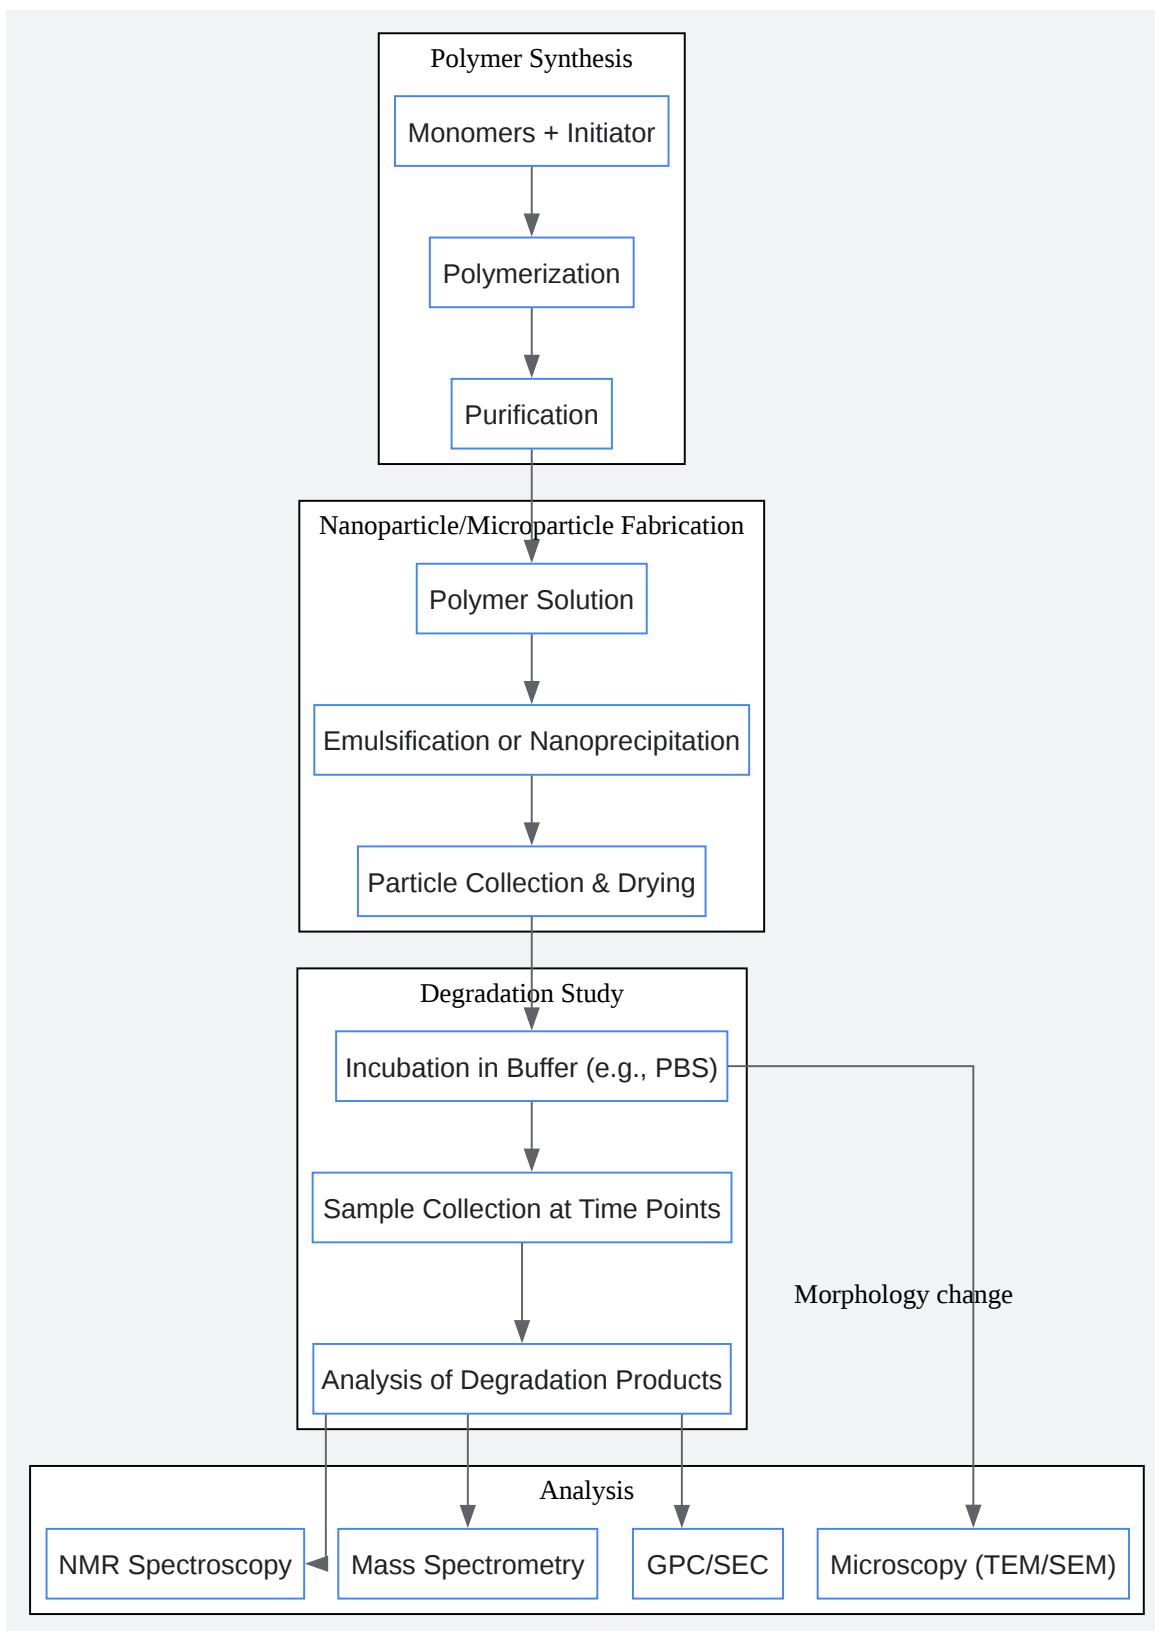 Polymer Synthesis
Monomers + Initiator
Polymerization
Purification
Nanoparticle/Microparticle Fabrication
Polymer Solution
Emulsification or Nanoprecipitation
Particle Collection & Drying
Degradation Study
Incubation in Buffer (e.g., PBS)
Sample Collection at Time Points
Morphology change
Analysis of Degradation Products
Analysis
NMR Spectroscopy
Mass Spectrometry
GPC/SEC
Microscopy (TEM/SEM)